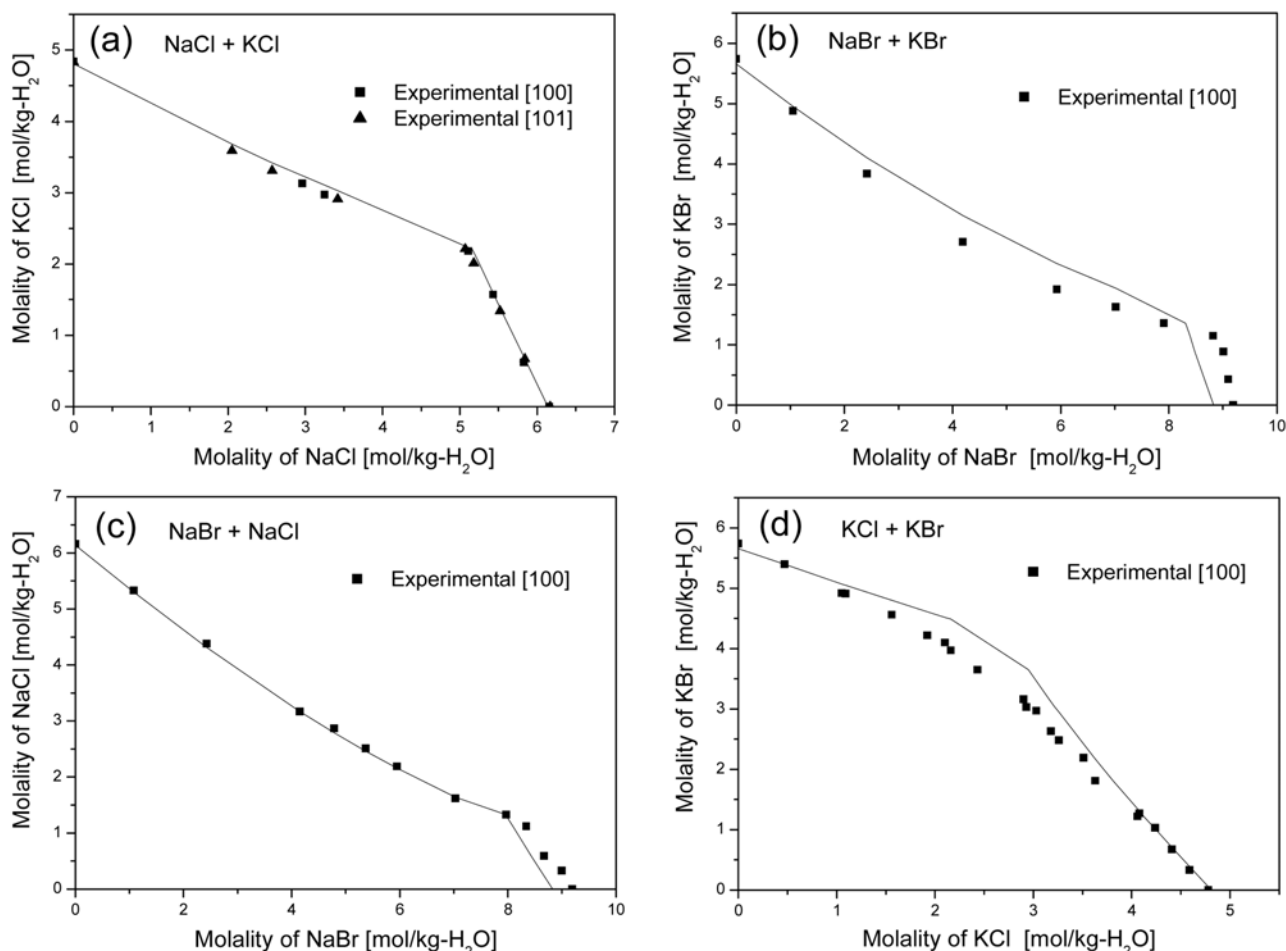 (a) NaCl + KCl
Experimental [100]
Experimental [101]
Molality of KCl [mol/kg-H₂O]
5
4
3
2
1
0
0 1 2 3 4 5 6 7
Molality of NaCl [mol/kg-H₂O]
(b) NaBr + KBr
Experimental [100]
Molality of KBr [mol/kg-H₂O]
6
5
4
3
2
1
0
0 2 4 6 8 10
Molality of NaBr [mol/kg-H₂O]
(c) NaBr + NaCl
Experimental [100]
Molality of NaCl [mol/kg-H₂O]
7
6
5
4
3
2
1
0
0 2 4 6 8 10
Molality of NaBr [mol/kg-H₂O]
(d) KCl + KBr
Experimental [100]
Molality of KBr [mol/kg-H₂O]
6
5
4
3
2
1
0
0 1 2 3 4 5
Molality of KCl [mol/kg-H₂O]